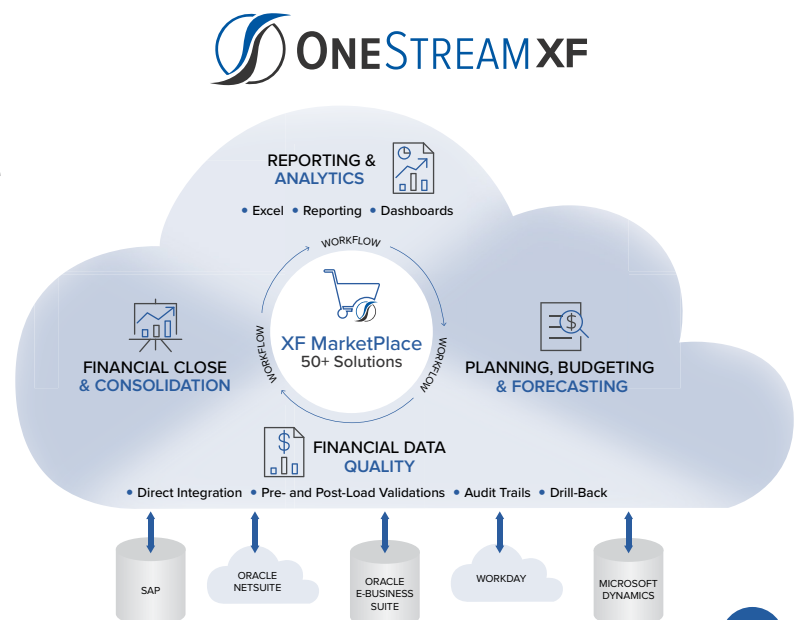 ONESTREAM XF
REPORTING &
ANALYTICS
• Excel • Reporting • Dashboards
WORKFLOW
WORKFLOW
WORKFLOW
XF MarketPlace
50+ Solutions
FINANCIAL CLOSE
& CONSOLIDATION
PLANNING, BUDGETING
& FORECASTING
$
$
FINANCIAL DATA
QUALITY
• Direct Integration • Pre- and Post-Load Validations • Audit Trails • Drill-Back
SAP
ORACLE
NETSUITE
ORACLE
E-BUSINESS
SUITE
WORKDAY
MICROSOFT
DYNAMICS